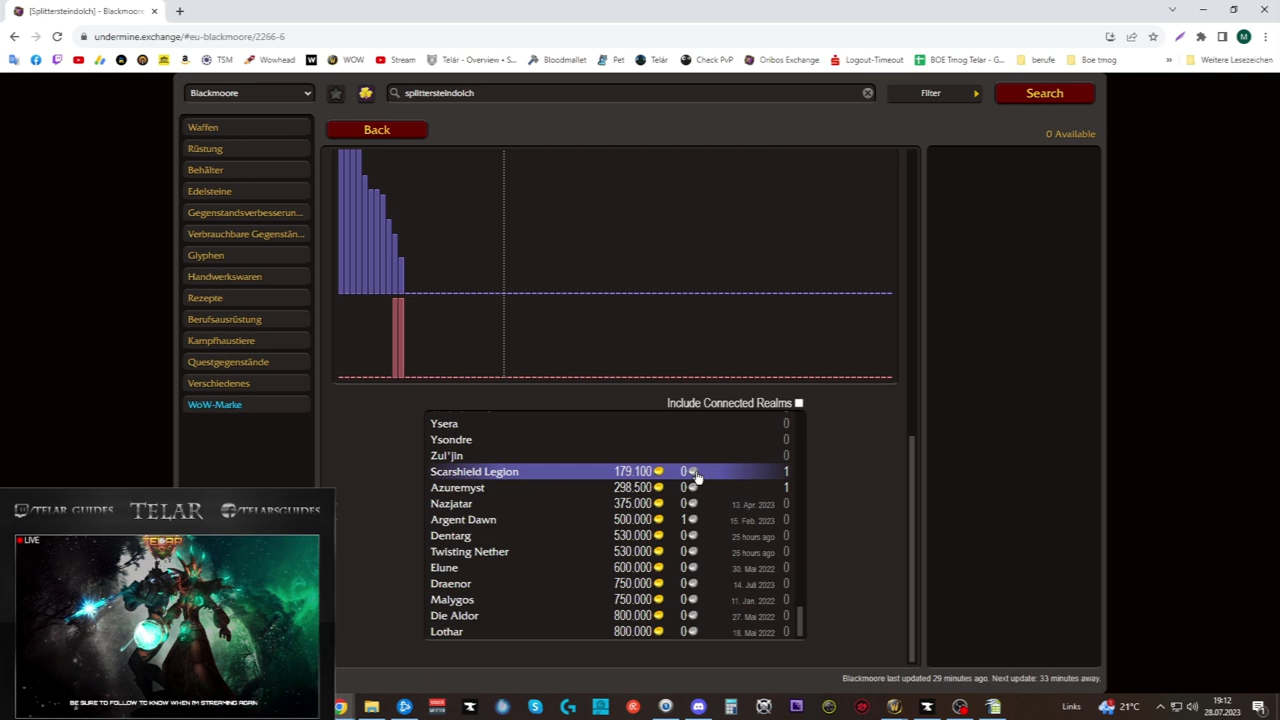 [Splittersteindolch] - Blackmoore
undermine.exchange/#eu-blackmoore/2266-6
M
TSM
Wowhead
WOW
Stream
Telár - Overview • S...
Bloodmallet
Pet
Telár
Check PvP
Oribos Exchange
Logout-Timeout
BOE Tmog Telar - G...
berufe
Boe tmog
»
Weitere Lesezeichen
Blackmoore
splittersteindolch
Filter
Search
Back
0 Available
Waffen
Rüstung
Behälter
Edelsteine
Gegenstandsverbesserun...
Verbrauchbare Gegenstän...
Glyphen
Handwerkswaren
Rezepte
Berufsausrüstung
Kampfhaustiere
Questgegenstände
Verschiedenes
WoW-Marke
Include Connected Realms
Ysera 0
Ysondre 0
Zul'jin 0
Scarshield Legion 179.100 0 1
Azuremyst 298.500 0 1
Nazjatar 375.000 0 13. Apr. 2023 0
Argent Dawn 500.000 1 15. Feb. 2023 0
Dentarg 530.000 0 25 hours ago 0
Twisting Nether 530.000 0 26 hours ago 0
Elune 600.000 0 30. Mai 2022 0
Draenor 750.000 0 14. Juli 2023 0
Malygos 750.000 0 11. Jan. 2022 0
Die Aldor 800.000 0 27. Mai 2022 0
Lothar 800.000 0 18. Mai 2022 0
Blackmoore last updated 29 minutes ago. Next update: 33 minutes away.
/TELAR GUIDES
TELAR
/TELARSGUIDES
LIVE
TELAR
BE SURE TO FOLLOW TO KNOW WHEN I'M STREAMING AGAIN
Links
21°C
19:12
28.07.2023